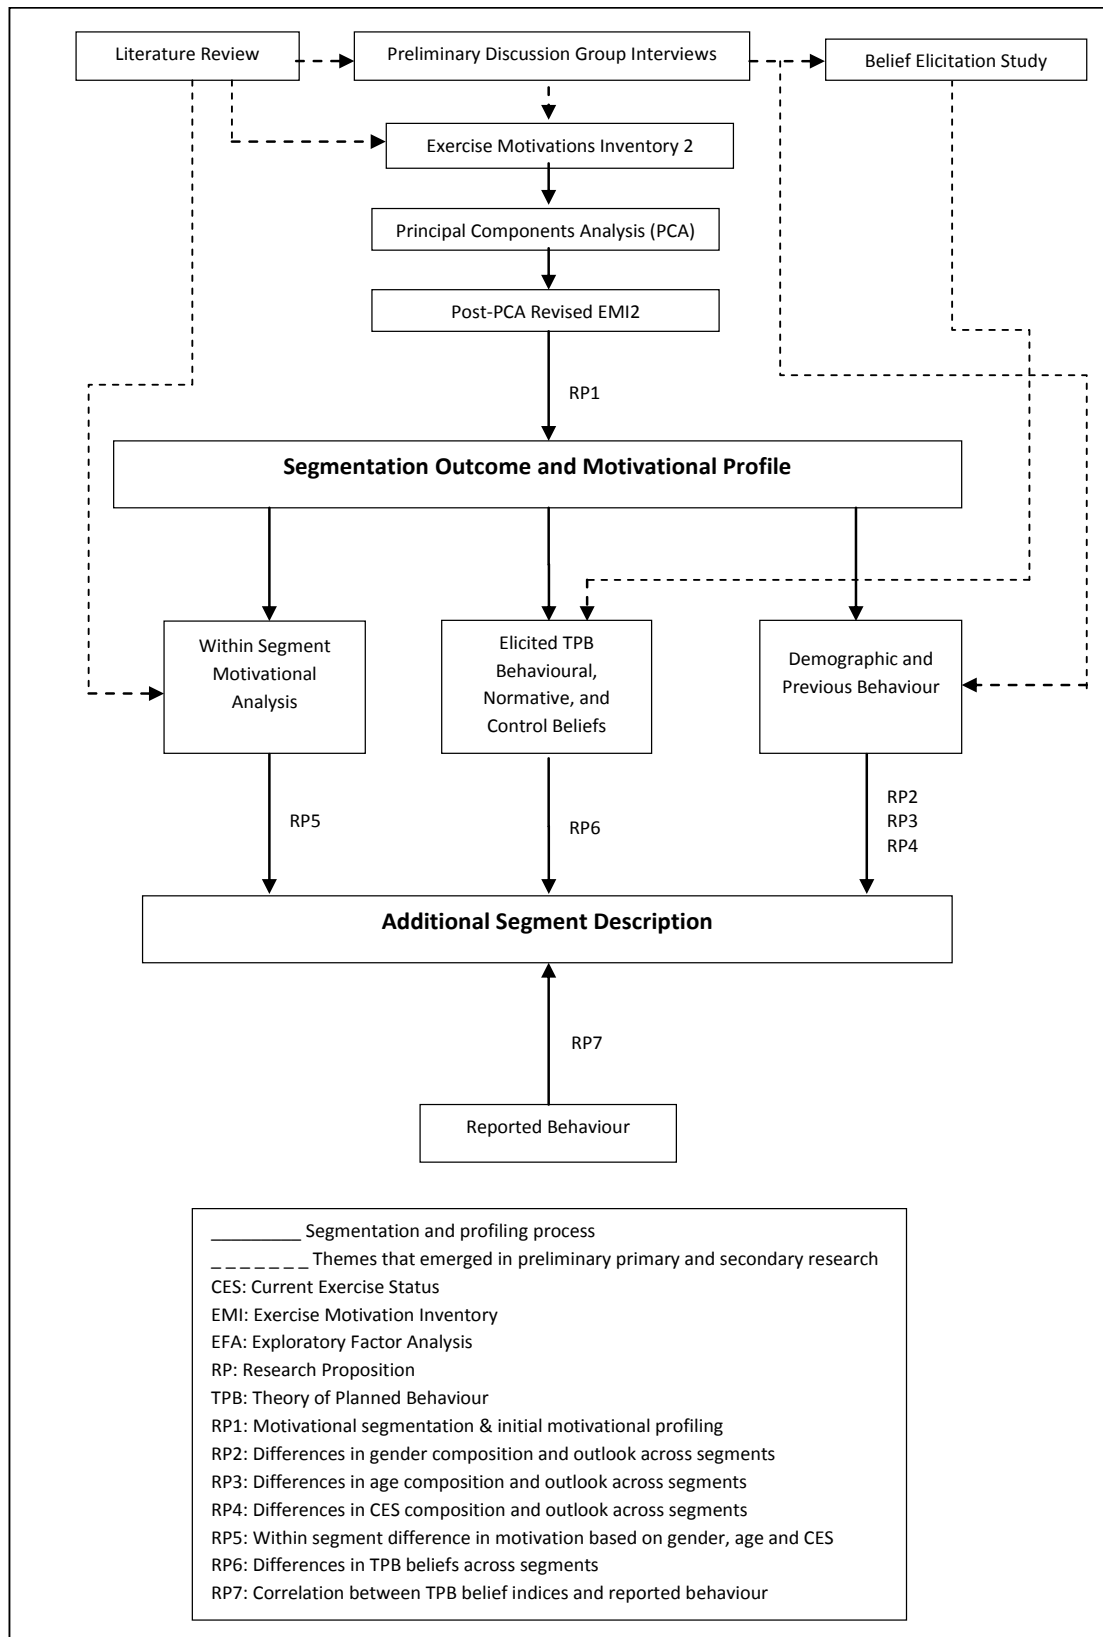 Literature Review
Preliminary Discussion Group Interviews
Belief Elicitation Study
Exercise Motivations Inventory 2
Principal Components Analysis (PCA)
Post-PCA Revised EMI2
RP1
Segmentation Outcome and Motivational Profile
Within Segment
Motivational
Analysis
Elicited TPB
Behavioural,
Normative, and
Control Beliefs
Demographic and
Previous Behaviour
RP5
RP6
RP2
RP3
RP4
Additional Segment Description
RP7
Reported Behaviour
_________ Segmentation and profiling process
_ _ _ _ _ _ _ Themes that emerged in preliminary primary and secondary research
CES: Current Exercise Status
EMI: Exercise Motivation Inventory
EFA: Exploratory Factor Analysis
RP: Research Proposition
TPB: Theory of Planned Behaviour
RP1: Motivational segmentation & initial motivational profiling
RP2: Differences in gender composition and outlook across segments
RP3: Differences in age composition and outlook across segments
RP4: Differences in CES composition and outlook across segments
RP5: Within segment difference in motivation based on gender, age and CES
RP6: Differences in TPB beliefs across segments
RP7: Correlation between TPB belief indices and reported behaviour